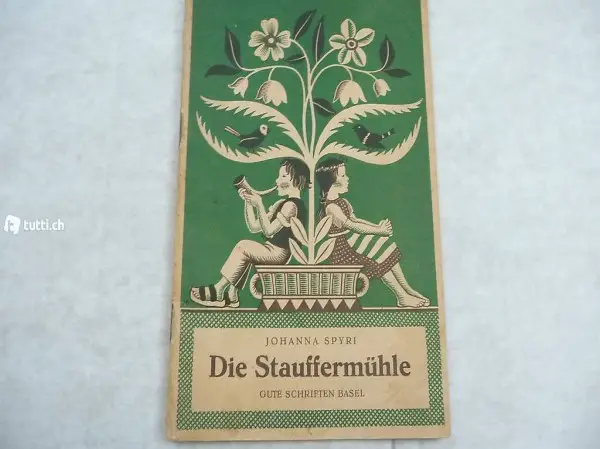 tutti.ch
JOHANNA SPYRI
Die Stauffermühle
GUTE SCHRIFTEN BASEL